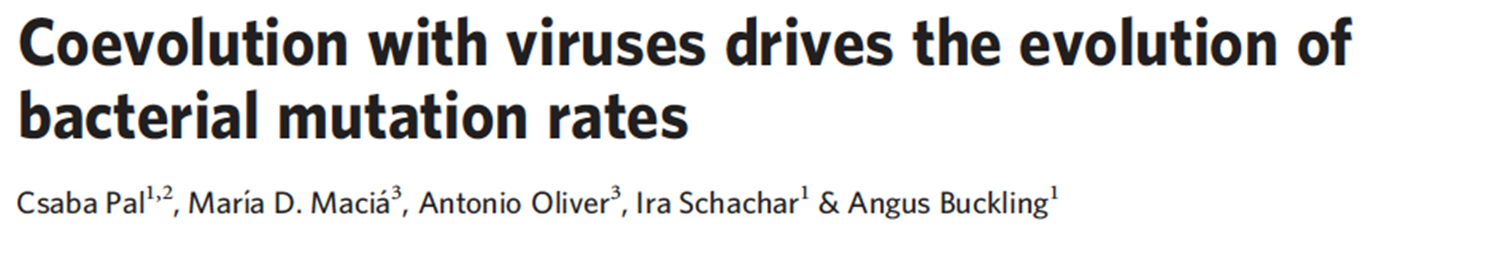 Coevolution with viruses drives the evolution of
bacterial mutation rates
Csaba Pal1,2, María D. Maciá3, Antonio Oliver3, Ira Schachar1 & Angus Buckling1